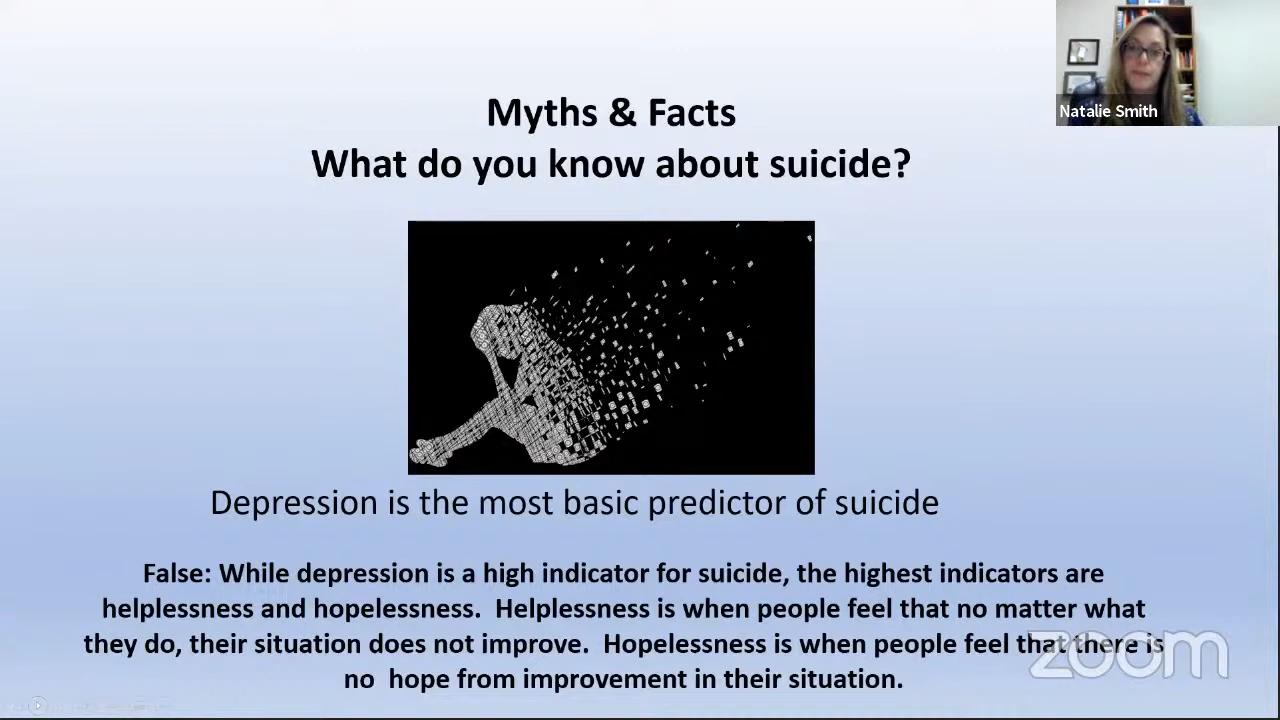 Natalie Smith
Myths & Facts
What do you know about suicide?
Depression is the most basic predictor of suicide
False: While depression is a high indicator for suicide, the highest indicators are
helplessness and hopelessness.  Helplessness is when people feel that no matter what
they do, their situation does not improve.  Hopelessness is when people feel that there is
no  hope from improvement in their situation.
zoom